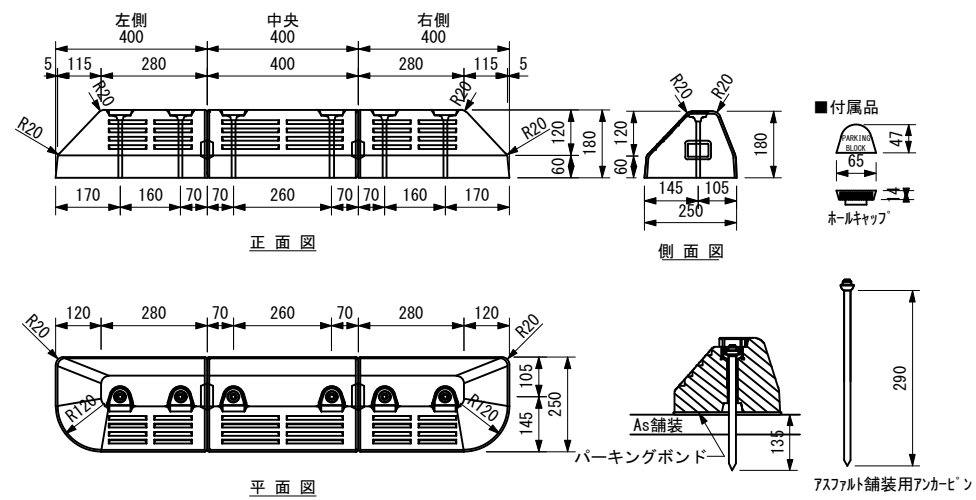 左側 中央 右側
400 400 400
5 115 280 400 280 115 5
R20 R20
R20 R20
120 180
60
170 160 70 70 260 70 70 160 170
正面図
R20 R20
120 180
60
145 105
250
側面図
■付属品
PARKING
BLOCK
47
65
14
ホールキャップ
120 280 70 260 70 280 120
R20 R20
R120 R120
105 250
145
平面図
As舗装
パーキングボンド
135
290
アスファルト舗装用アンカーピン